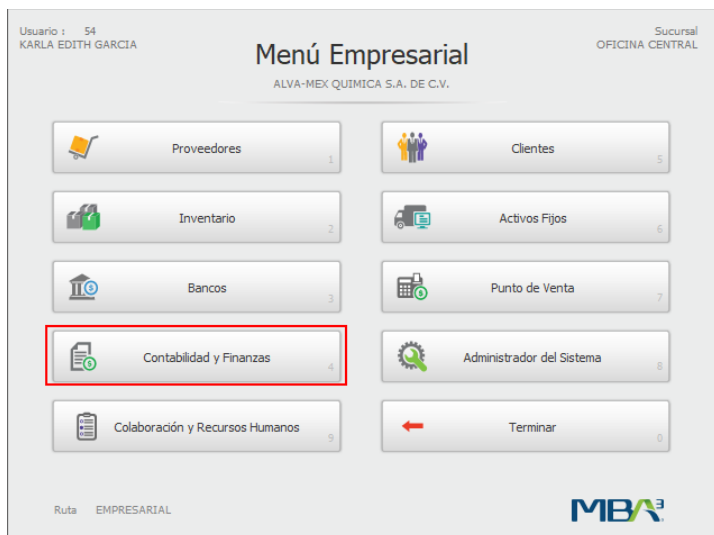 Usuario : 54
KARLA EDITH GARCIA
Sucursal
OFICINA CENTRAL
Menú Empresarial
ALVA-MEX QUIMICA S.A. DE C.V.
Proveedores 1
Clientes 5
Inventario 2
Activos Fijos 6
Bancos 3
Punto de Venta 7
Contabilidad y Finanzas 4
Administrador del Sistema 8
Colaboración y Recursos Humanos 9
Terminar 0
Ruta EMPRESARIAL
MBA3